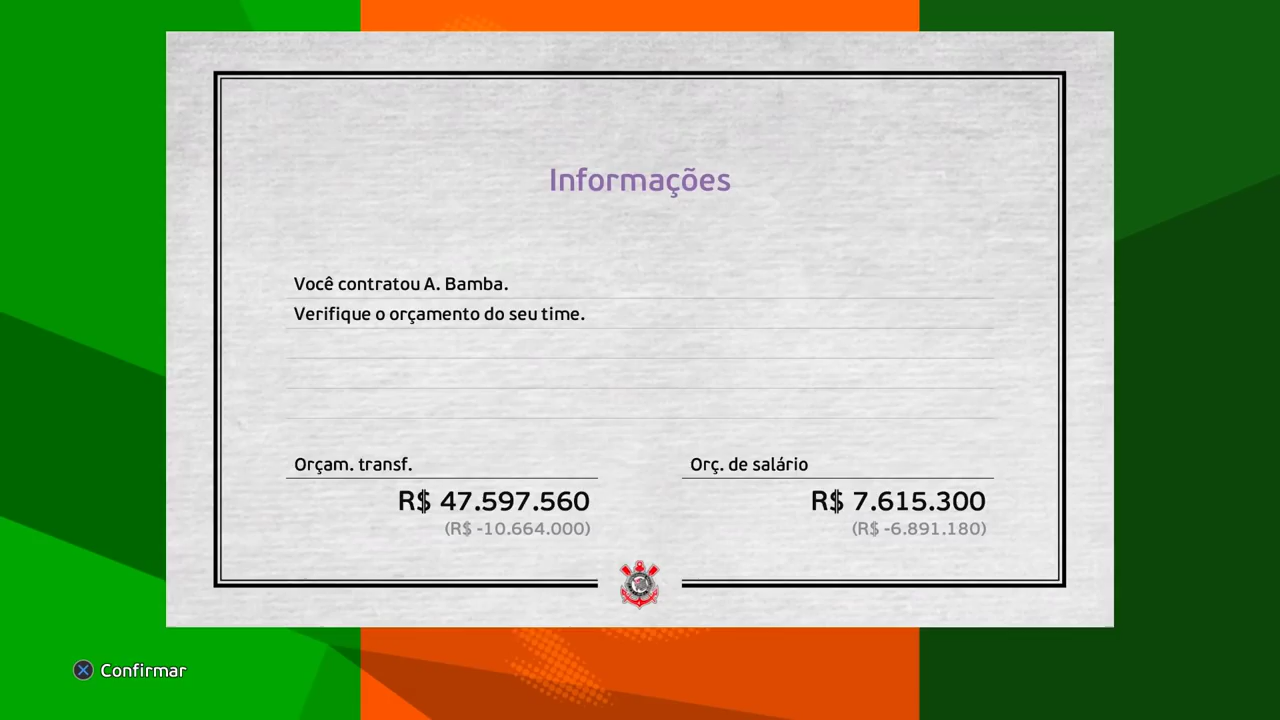 Informações
Você contratou A. Bamba.
Verifique o orçamento do seu time.
Orçam. transf.
R$ 47.597.560
(R$ -10.664.000)
Orç. de salário
R$ 7.615.300
(R$ -6.891.180)
Confirmar